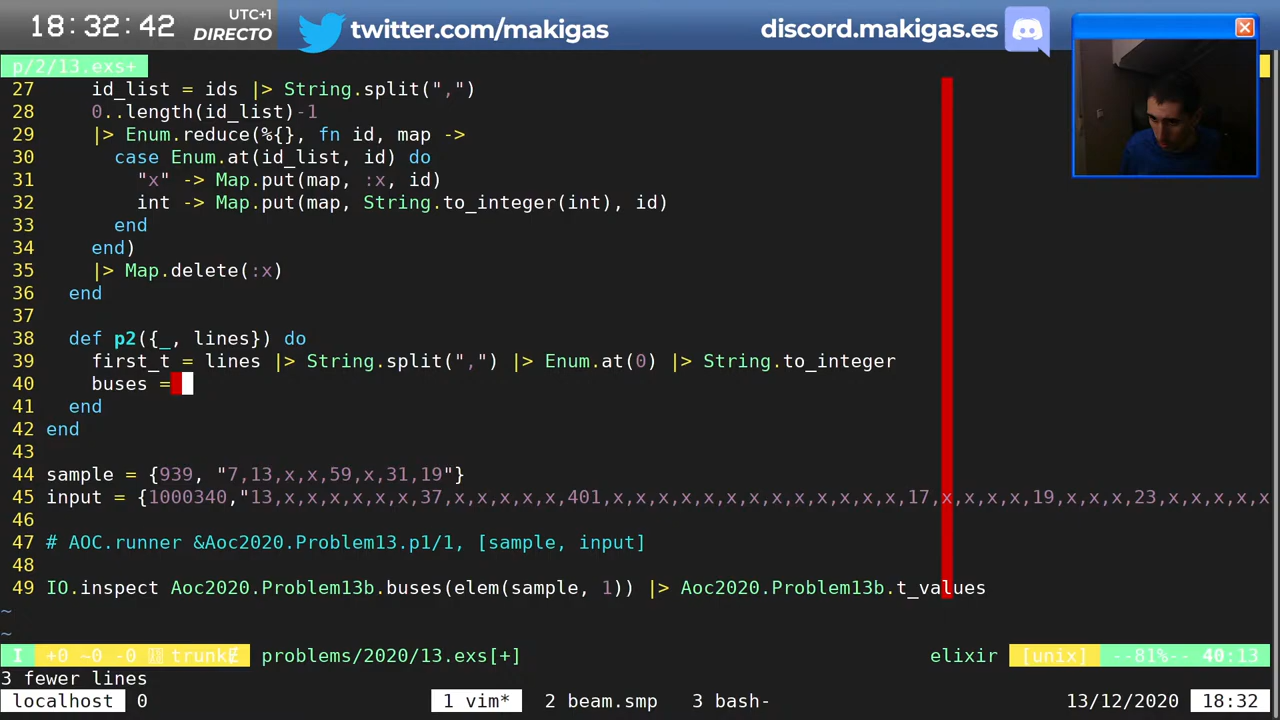 18:32:42
UTC+1
DIRECTO
twitter.com/makigas
discord.makigas.es
p/2/13.exs+
27 id_list = ids |> String.split(",")
28 0..length(id_list)-1
29 |> Enum.reduce(%{}, fn id, map ->
30 case Enum.at(id_list, id) do
31 "x" -> Map.put(map, :x, id)
32 int -> Map.put(map, String.to_integer(int), id)
33 end
34 end)
35 |> Map.delete(:x)
36 end
37
38 def p2({_, lines}) do
39 first_t = lines |> String.split(",") |> Enum.at(0) |> String.to_integer
40 buses =
41 end
42 end
43
44 sample = {939, "7,13,x,x,59,x,31,19"}
45 input = {1000340,"13,x,x,x,x,x,x,37,x,x,x,x,x,401,x,x,x,x,x,x,x,x,x,x,x,x,x,17,x,x,x,x,19,x,x,x,23,x,x,x,x,x
46
47 # AOC.runner &Aoc2020.Problem13.p1/1, [sample, input]
48
49 IO.inspect Aoc2020.Problem13b.buses(elem(sample, 1)) |> Aoc2020.Problem13b.t_values
~
~
I +0 ~0 -0 trunk problems/2020/13.exs[+] elixir [unix] --81%-- 40:13
3 fewer lines
localhost 0 1 vim* 2 beam.smp 3 bash- 13/12/2020 18:32